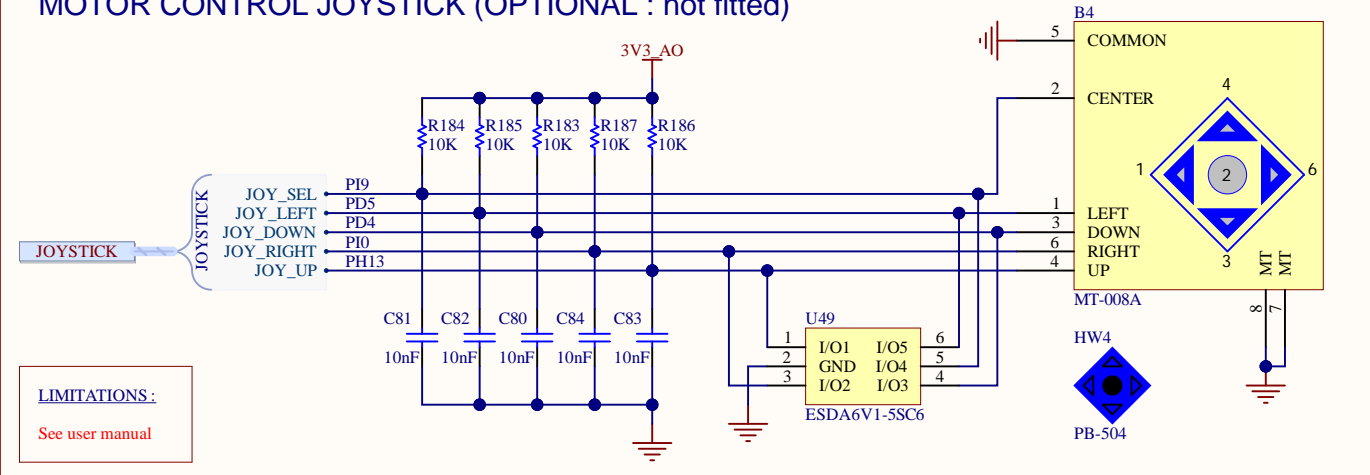 MOTOR CONTROL JOYSTICK (OPTIONAL : not fitted)
B4
3V3_AO
5 COMMON
2 CENTER
R184 R185 R183 R187 R186
10K 10K 10K 10K 10K
4
1 2 6
3
JOYSTICK
JOYSTICK
JOY_SEL PI9
JOY_LEFT PD5
JOY_DOWN PD4
JOY_RIGHT PI0
JOY_UP PH13
1 LEFT
3 DOWN
6 RIGHT
4 UP
MT MT
8 7
MT-008A
C81 C82 C80 C84 C83
10nF 10nF 10nF 10nF 10nF
U49
1 I/O1 I/O5 6
2 GND I/O4 5
3 I/O2 I/O3 4
ESDA6V1-5SC6
HW4
PB-504
LIMITATIONS :
See user manual